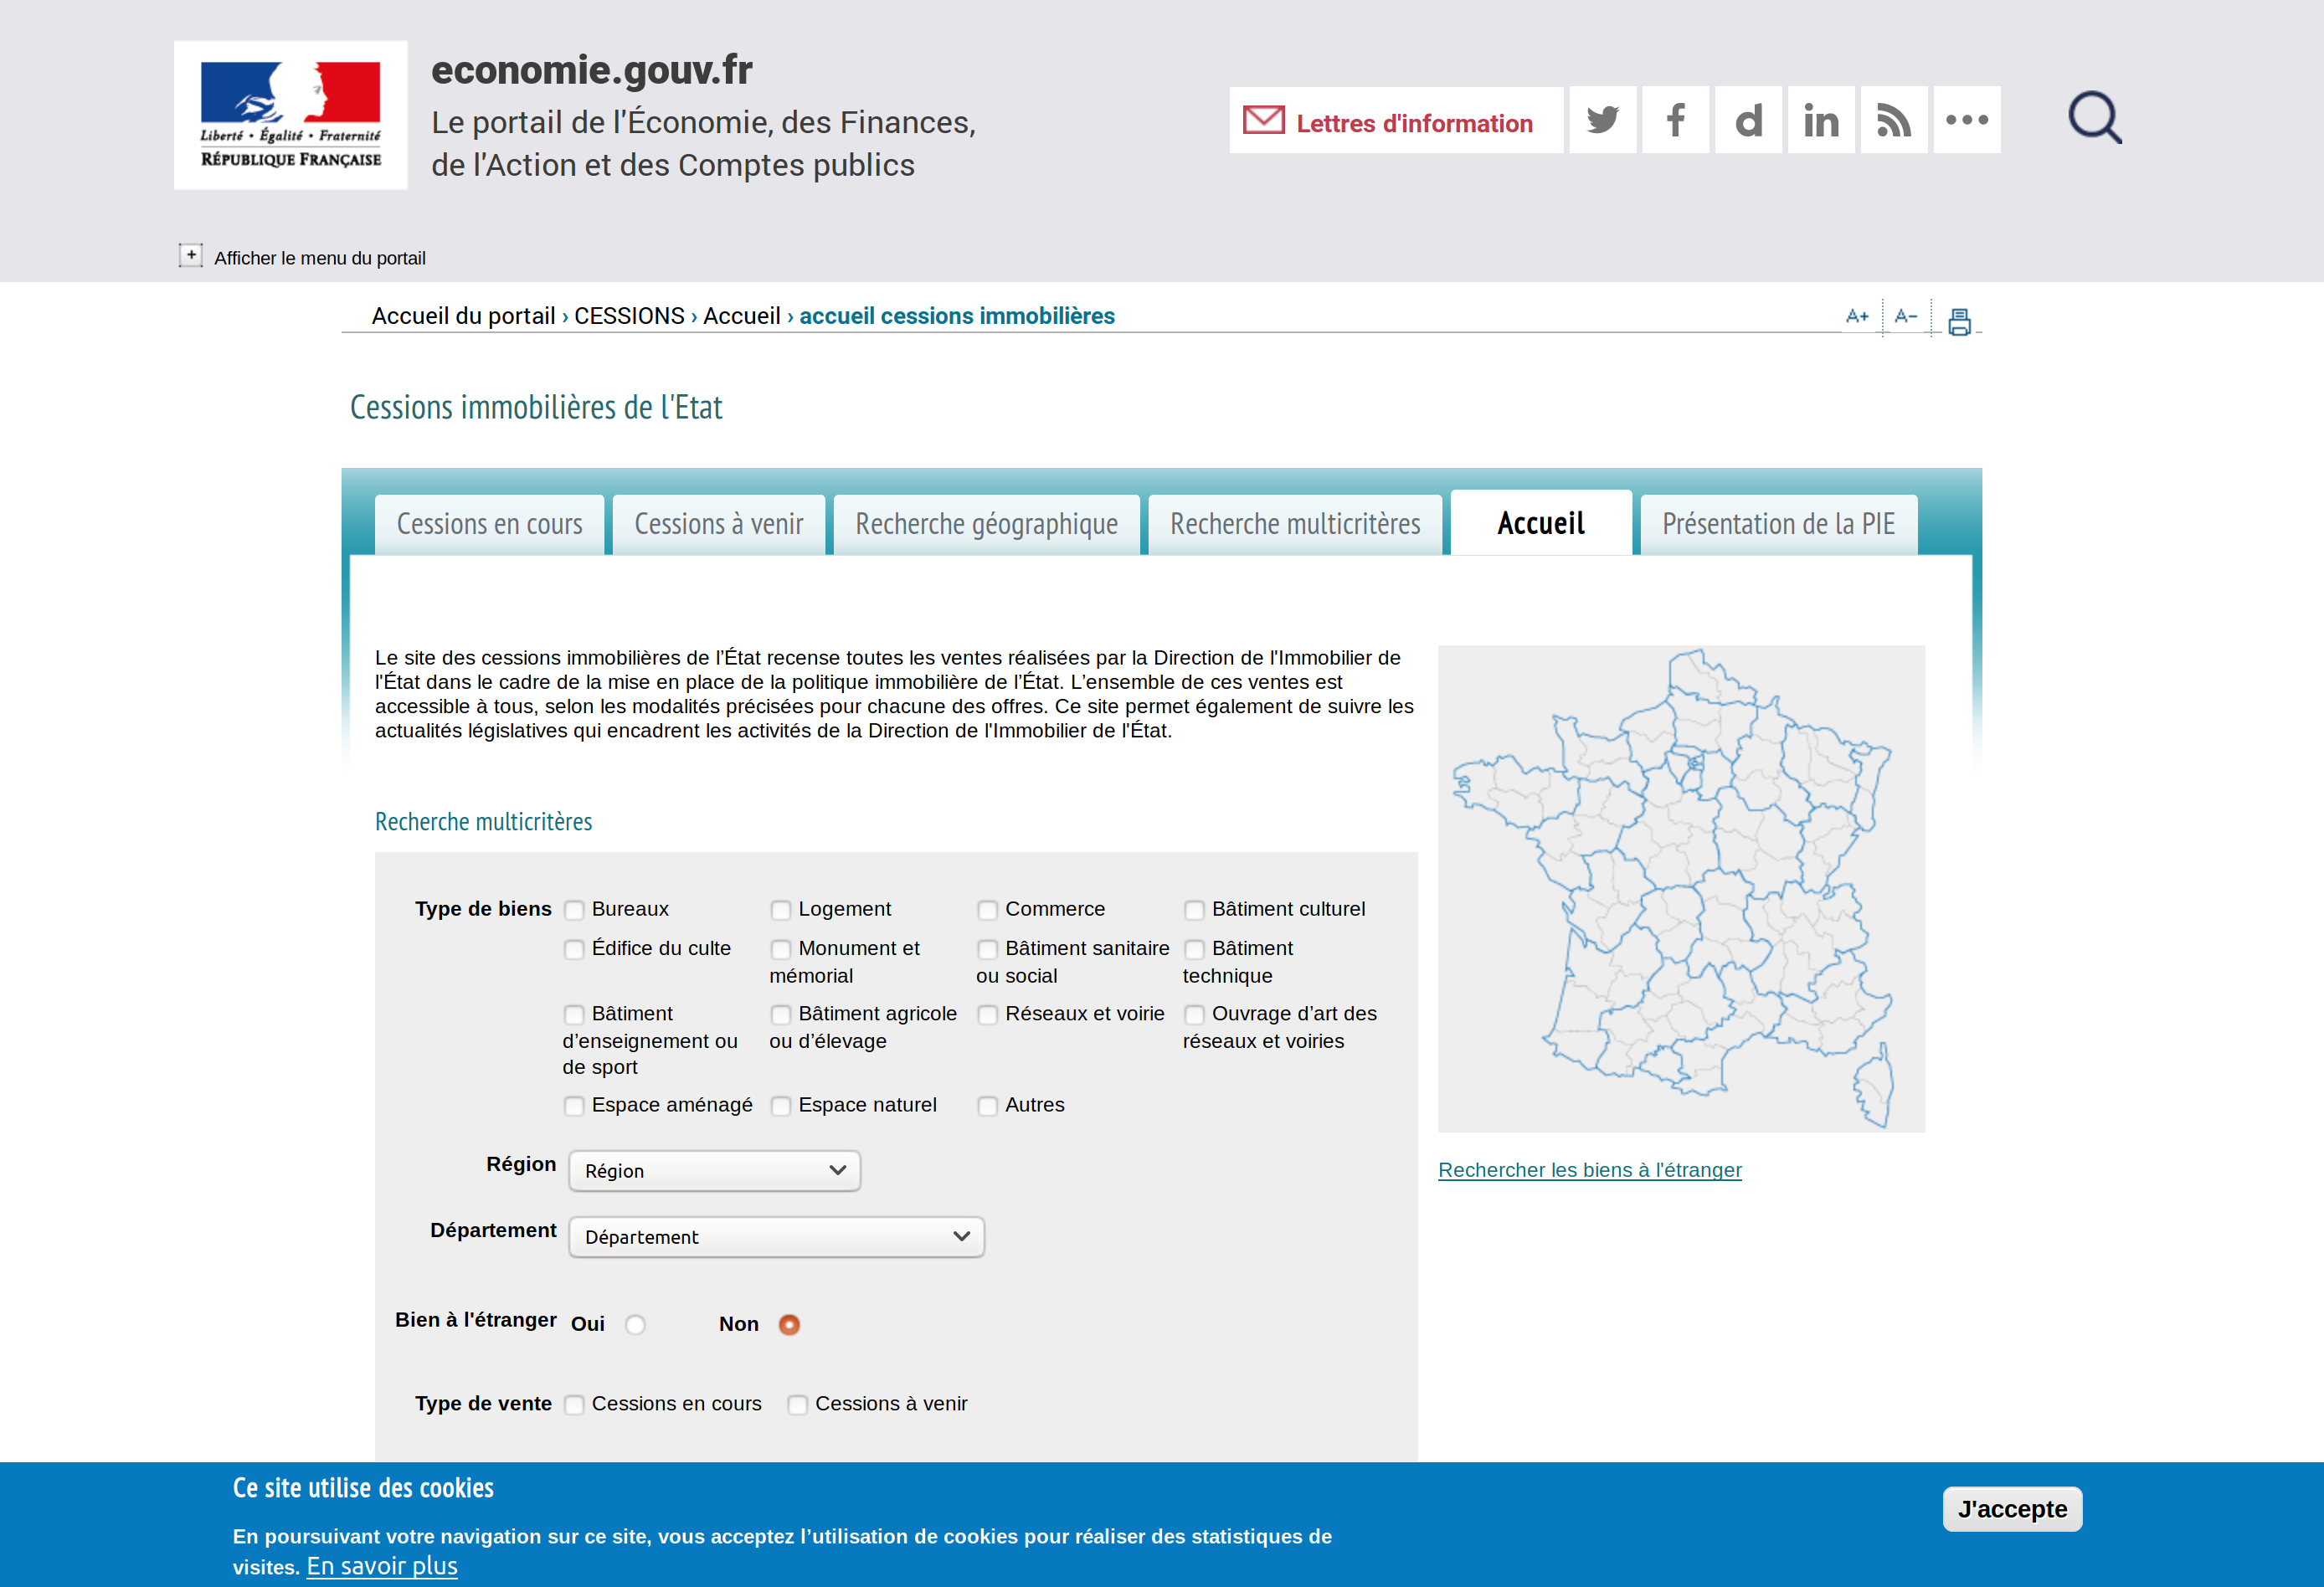 economie.gouv.fr
Le portail de l'Économie, des Finances,
de l'Action et des Comptes publics
Liberté • Égalité • Fraternité
RÉPUBLIQUE FRANÇAISE
Lettres d'information
Afficher le menu du portail
Accueil du portail › CESSIONS › Accueil › accueil cessions immobilières
A+ A−
Cessions immobilières de l'Etat
Cessions en cours
Cessions à venir
Recherche géographique
Recherche multicritères
Accueil
Présentation de la PIE
Le site des cessions immobilières de l’État recense toutes les ventes réalisées par la Direction de l'Immobilier de
l'État dans le cadre de la mise en place de la politique immobilière de l’État. L’ensemble de ces ventes est
accessible à tous, selon les modalités précisées pour chacune des offres. Ce site permet également de suivre les
actualités législatives qui encadrent les activités de la Direction de l'Immobilier de l'État.
Recherche multicritères
Type de biens
Bureaux
Logement
Commerce
Bâtiment culturel
Édifice du culte
Monument et
mémorial
Bâtiment sanitaire
ou social
Bâtiment
technique
Bâtiment
d’enseignement ou
de sport
Bâtiment agricole
ou d’élevage
Réseaux et voirie
Ouvrage d’art des
réseaux et voiries
Espace aménagé
Espace naturel
Autres
Région
Région
Département
Département
Bien à l'étranger
Oui
Non
Type de vente
Cessions en cours
Cessions à venir
Rechercher les biens à l'étranger
Ce site utilise des cookies
En poursuivant votre navigation sur ce site, vous acceptez l’utilisation de cookies pour réaliser des statistiques de
visites. En savoir plus
J'accepte